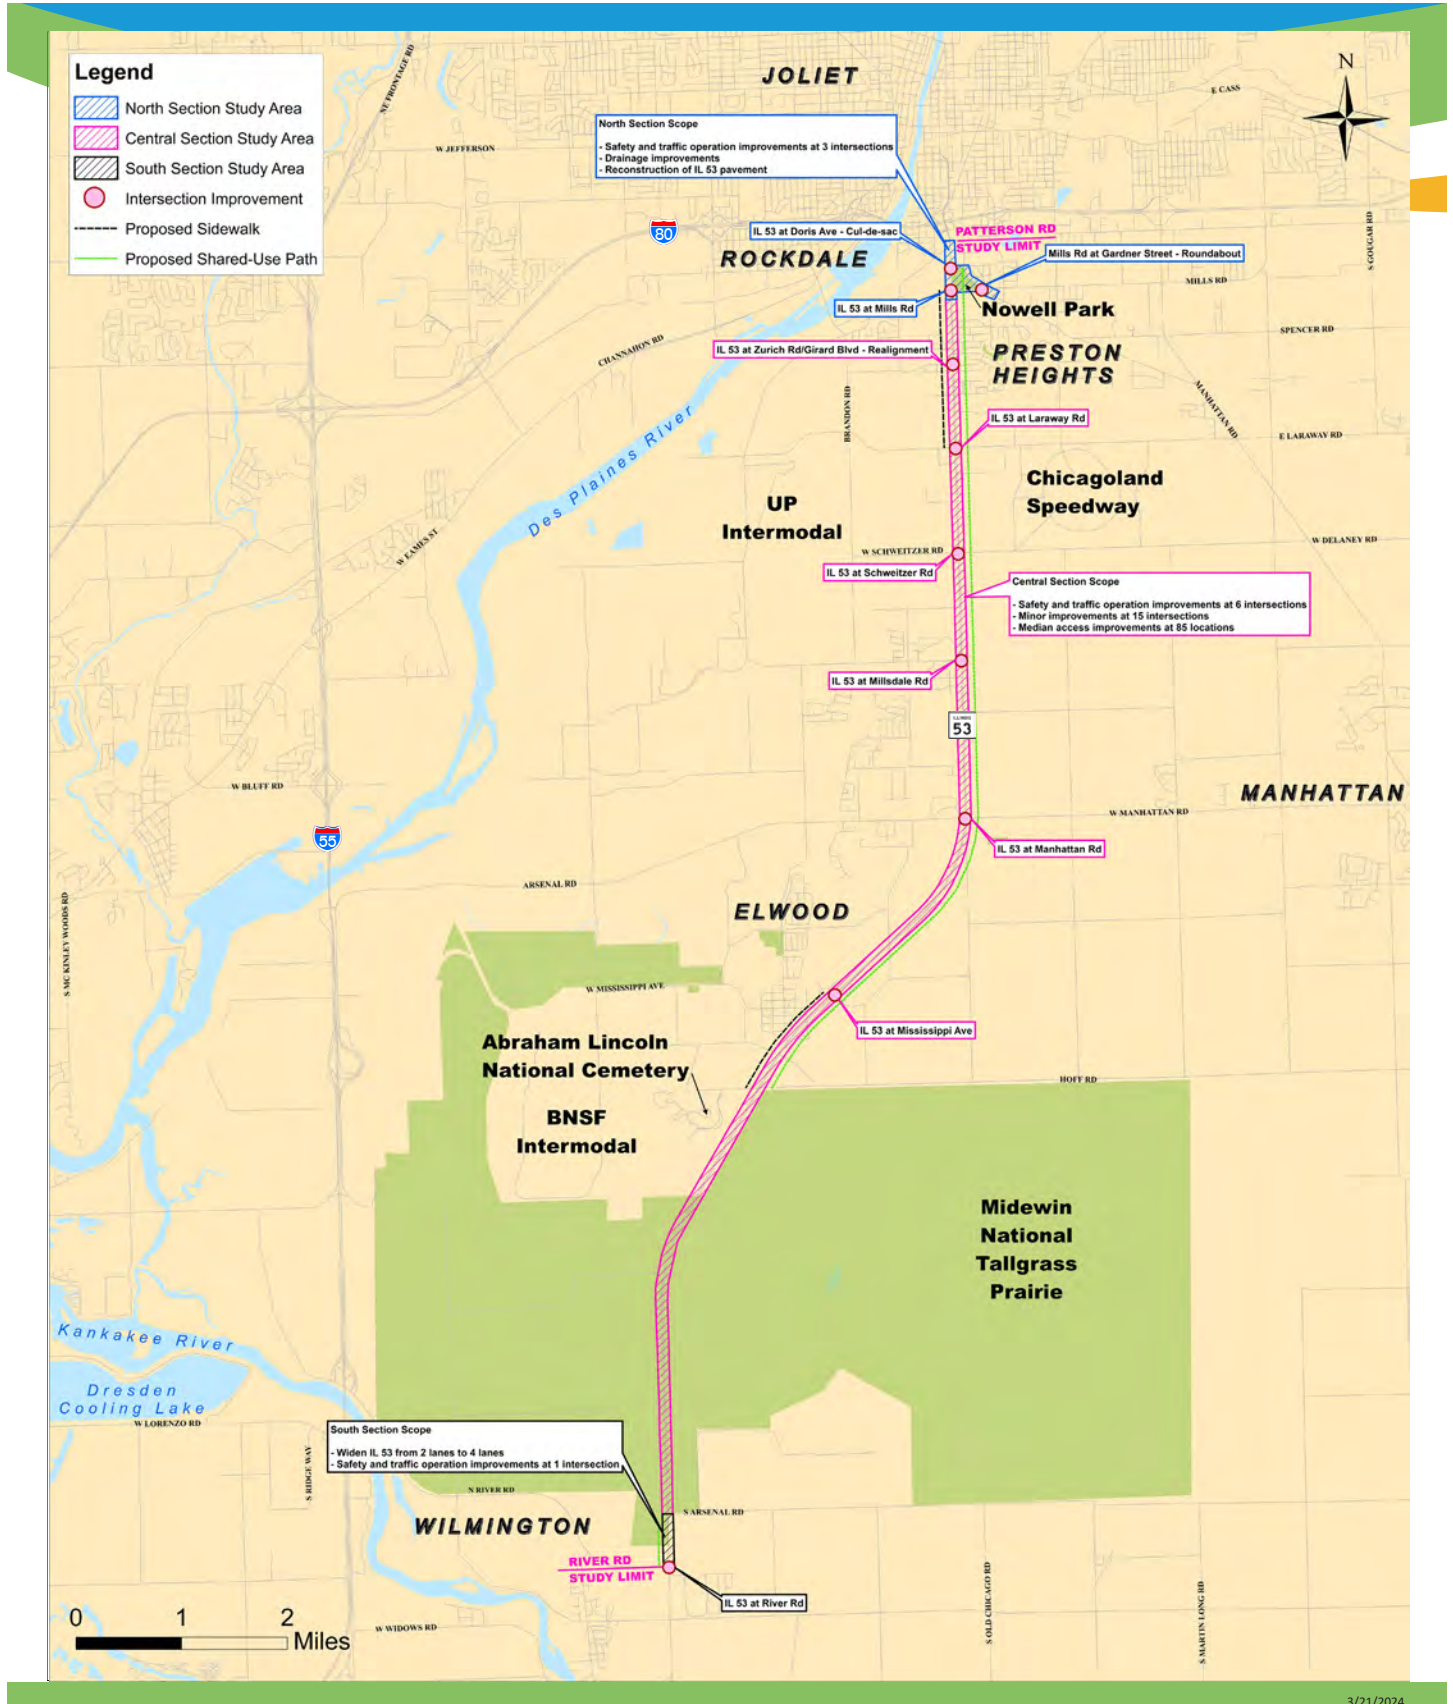 Legend
North Section Study Area
Central Section Study Area
South Section Study Area
Intersection Improvement
Proposed Sidewalk
Proposed Shared-Use Path
NE FRONTAGE RD
JOLIET
N
E CASS
W JEFFERSON
North Section Scope
- Safety and traffic operation improvements at 3 intersections
- Drainage improvements
- Reconstruction of IL 53 pavement
80
IL 53 at Doris Ave - Cul-de-sac
PATTERSON RD
STUDY LIMIT
S GOUGAR RD
ROCKDALE
Mills Rd at Gardner Street - Roundabout
MILLS RD
IL 53 at Mills Rd
Nowell Park
SPENCER RD
CHANNAHON RD
IL 53 at Zurich Rd/Girard Blvd - Realignment
PRESTON
HEIGHTS
BRANDON RD
MANHATTAN RD
IL 53 at Laraway Rd
E LARAWAY RD
Des Plaines River
Chicagoland
Speedway
UP
Intermodal
W EAMES ST
W SCHWEITZER RD
W DELANEY RD
IL 53 at Schweitzer Rd
Central Section Scope
- Safety and traffic operation improvements at 6 intersections
- Minor improvements at 15 intersections
- Median access improvements at 85 locations
IL 53 at Millsdale Rd
ILLINOIS
53
W BLUFF RD
MANHATTAN
W MANHATTAN RD
55
IL 53 at Manhattan Rd
ARSENAL RD
S MC KINLEY WOODS RD
ELWOOD
W MISSISSIPPI AVE
IL 53 at Mississippi Ave
Abraham Lincoln
National Cemetery
HOFF RD
BNSF
Intermodal
Midewin
National
Tallgrass
Prairie
Kankakee River
Dresden
Cooling Lake
W LORENZO RD
South Section Scope
- Widen IL 53 from 2 lanes to 4 lanes
- Safety and traffic operation improvements at 1 intersection
S RIDGE WAY
N RIVER RD
S ARSENAL RD
WILMINGTON
RIVER RD
STUDY LIMIT
IL 53 at River Rd
S OLD CHICAGO RD
S MARTIN LONG RD
0 1 2
Miles
W WIDOWS RD
3/21/2024